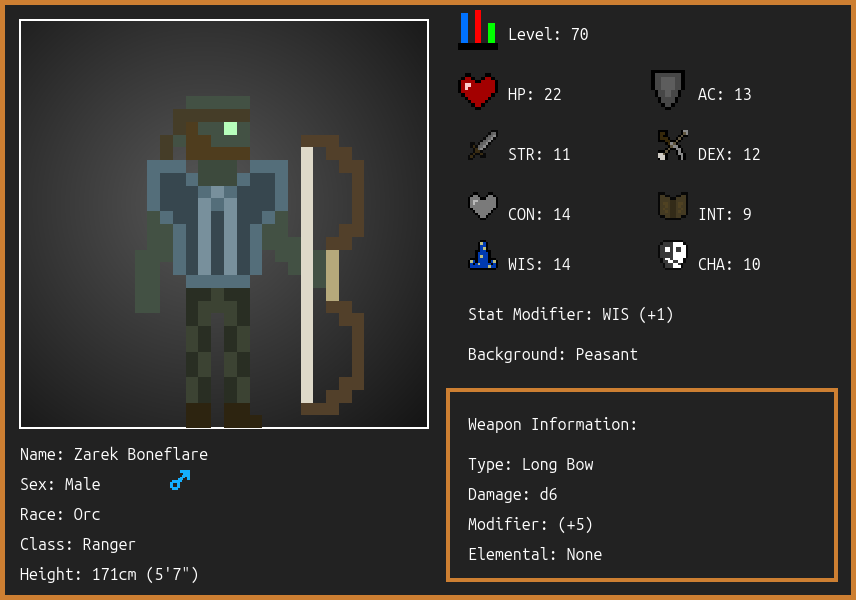 Level: 70
HP: 22
AC: 13
STR: 11
DEX: 12
CON: 14
INT: 9
WIS: 14
CHA: 10
Stat Modifier: WIS (+1)
Background: Peasant
Weapon Information:
Type: Long Bow
Damage: d6
Modifier: (+5)
Elemental: None
Name: Zarek Boneflare
Sex: Male
Race: Orc
Class: Ranger
Height: 171cm (5'7")